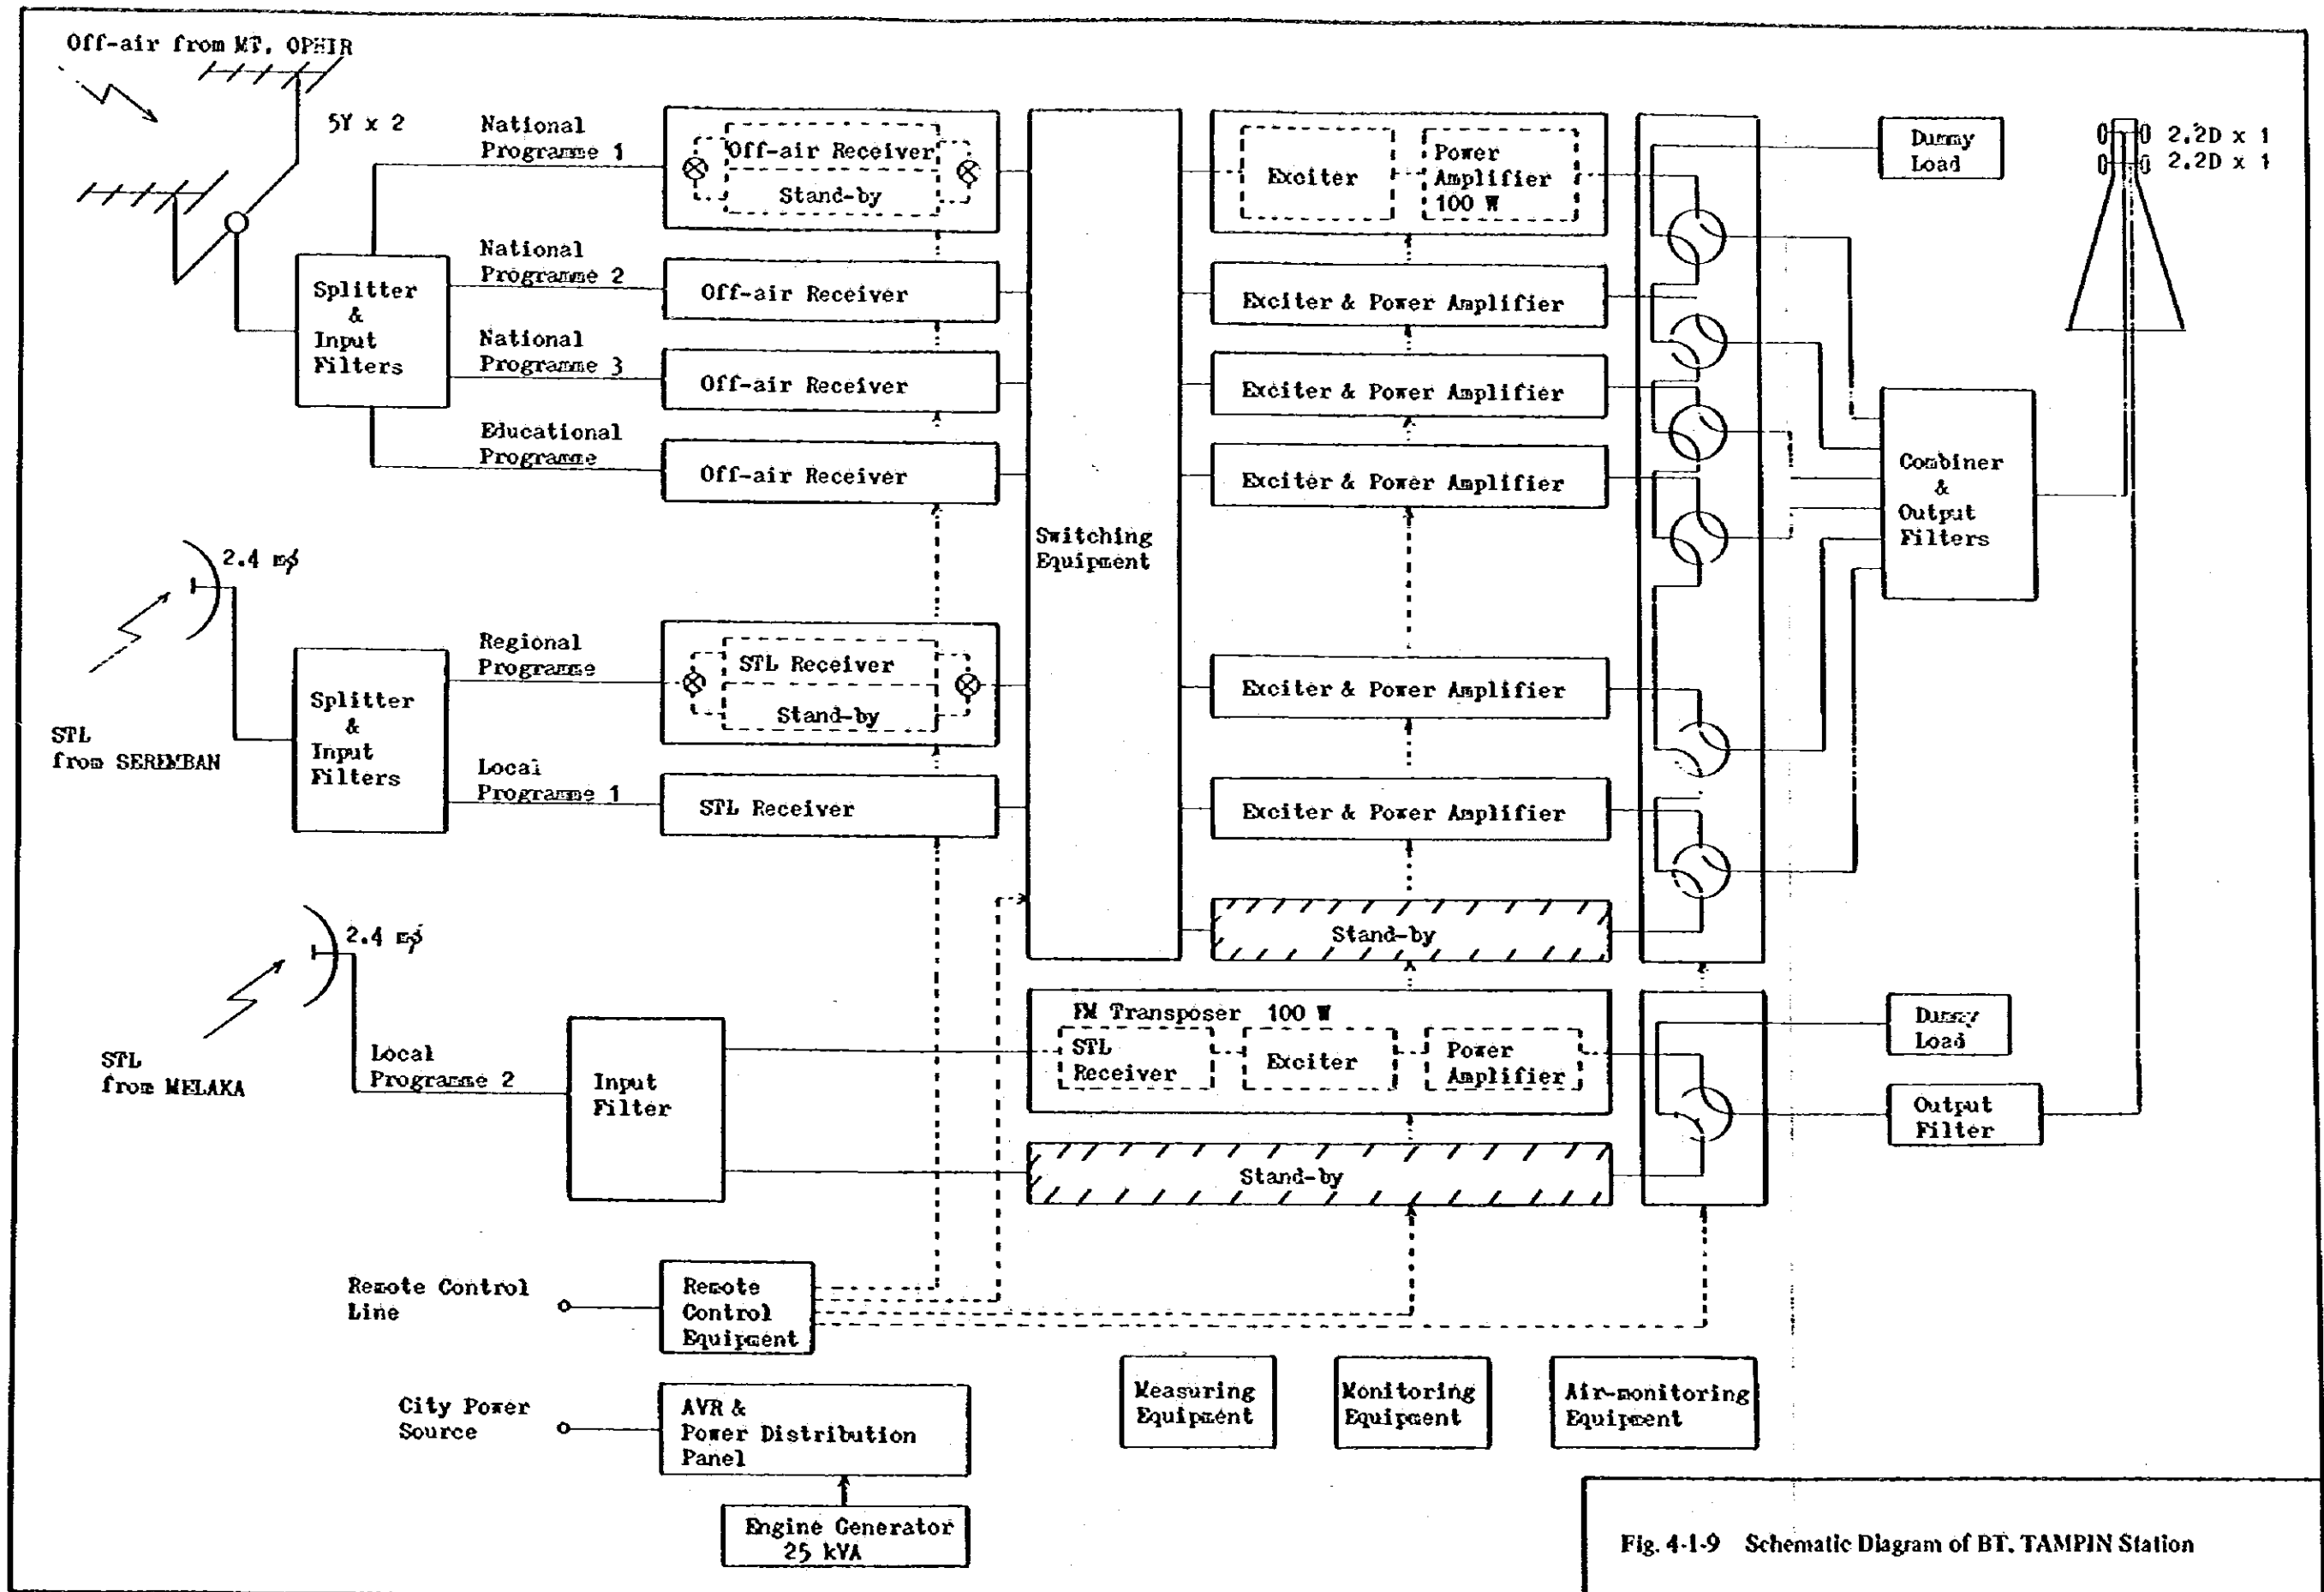 Off-air from MT. OPHIR
5Y x 2
National
Programme 1
National
Programme 2
National
Programme 3
Educational
Programme
Splitter
&
Input
Filters
Off-air Receiver
Stand-by
Off-air Receiver
Off-air Receiver
Off-air Receiver
Switching
Equipment
Exciter
Power
Amplifier
100 W
Exciter & Power Amplifier
Exciter & Power Amplifier
Exciter & Power Amplifier
Exciter & Power Amplifier
Exciter & Power Amplifier
Stand-by
Dummy
Load
2.2D x 1
2.2D x 1
Combiner
&
Output
Filters
2.4 mφ
STL
from SEREMBAN
Splitter
&
Input
Filters
Regional
Programme
Local
Programme 1
STL Receiver
Stand-by
STL Receiver
2.4 mφ
STL
from MELAKA
Local
Programme 2
Input
Filter
FM Transposer 100 W
STL
Receiver
Exciter
Power
Amplifier
Stand-by
Dummy
Load
Output
Filter
Remote Control
Line
Remote
Control
Equipment
City Power
Source
AVR &
Power Distribution
Panel
Engine Generator
25 kVA
Measuring
Equipment
Monitoring
Equipment
Air-monitoring
Equipment
Fig. 4-1-9 Schematic Diagram of BT. TAMPIN Station